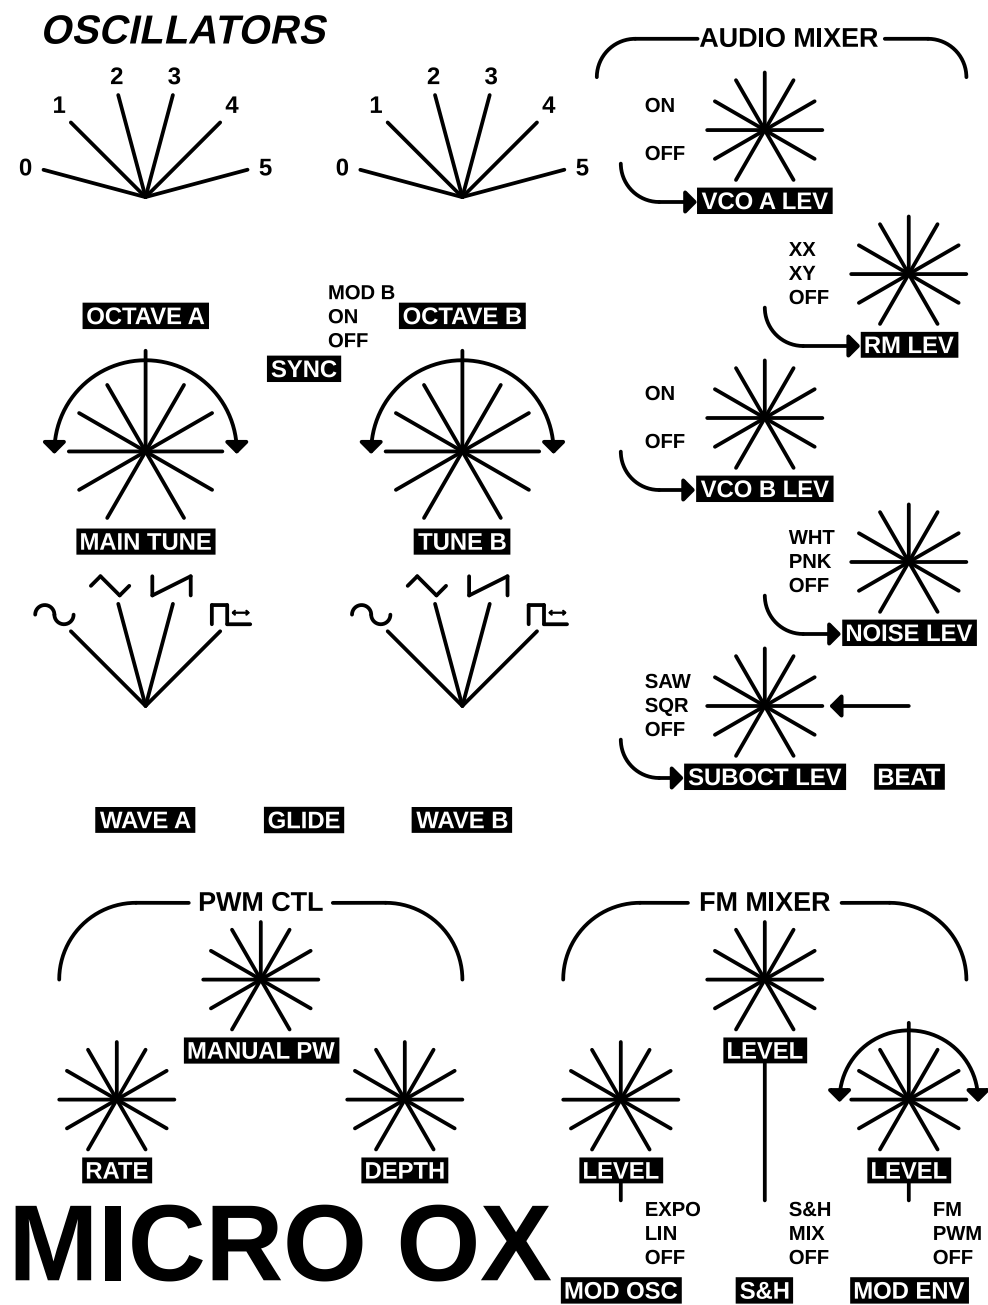 OSCILLATORS
0 1 2 3 4 5
0 1 2 3 4 5
OCTAVE A
MOD B
ON
OFF
SYNC
OCTAVE B
MAIN TUNE
TUNE B
WAVE A
GLIDE
WAVE B
AUDIO MIXER
ON
OFF
VCO A LEV
XX
XY
OFF
RM LEV
ON
OFF
VCO B LEV
WHT
PNK
OFF
NOISE LEV
SAW
SQR
OFF
SUBOCT LEV
BEAT
PWM CTL
MANUAL PW
RATE
DEPTH
MICRO OX
FM MIXER
LEVEL
LEVEL
LEVEL
EXPO
LIN
OFF
MOD OSC
S&H
MIX
OFF
S&H
FM
PWM
OFF
MOD ENV